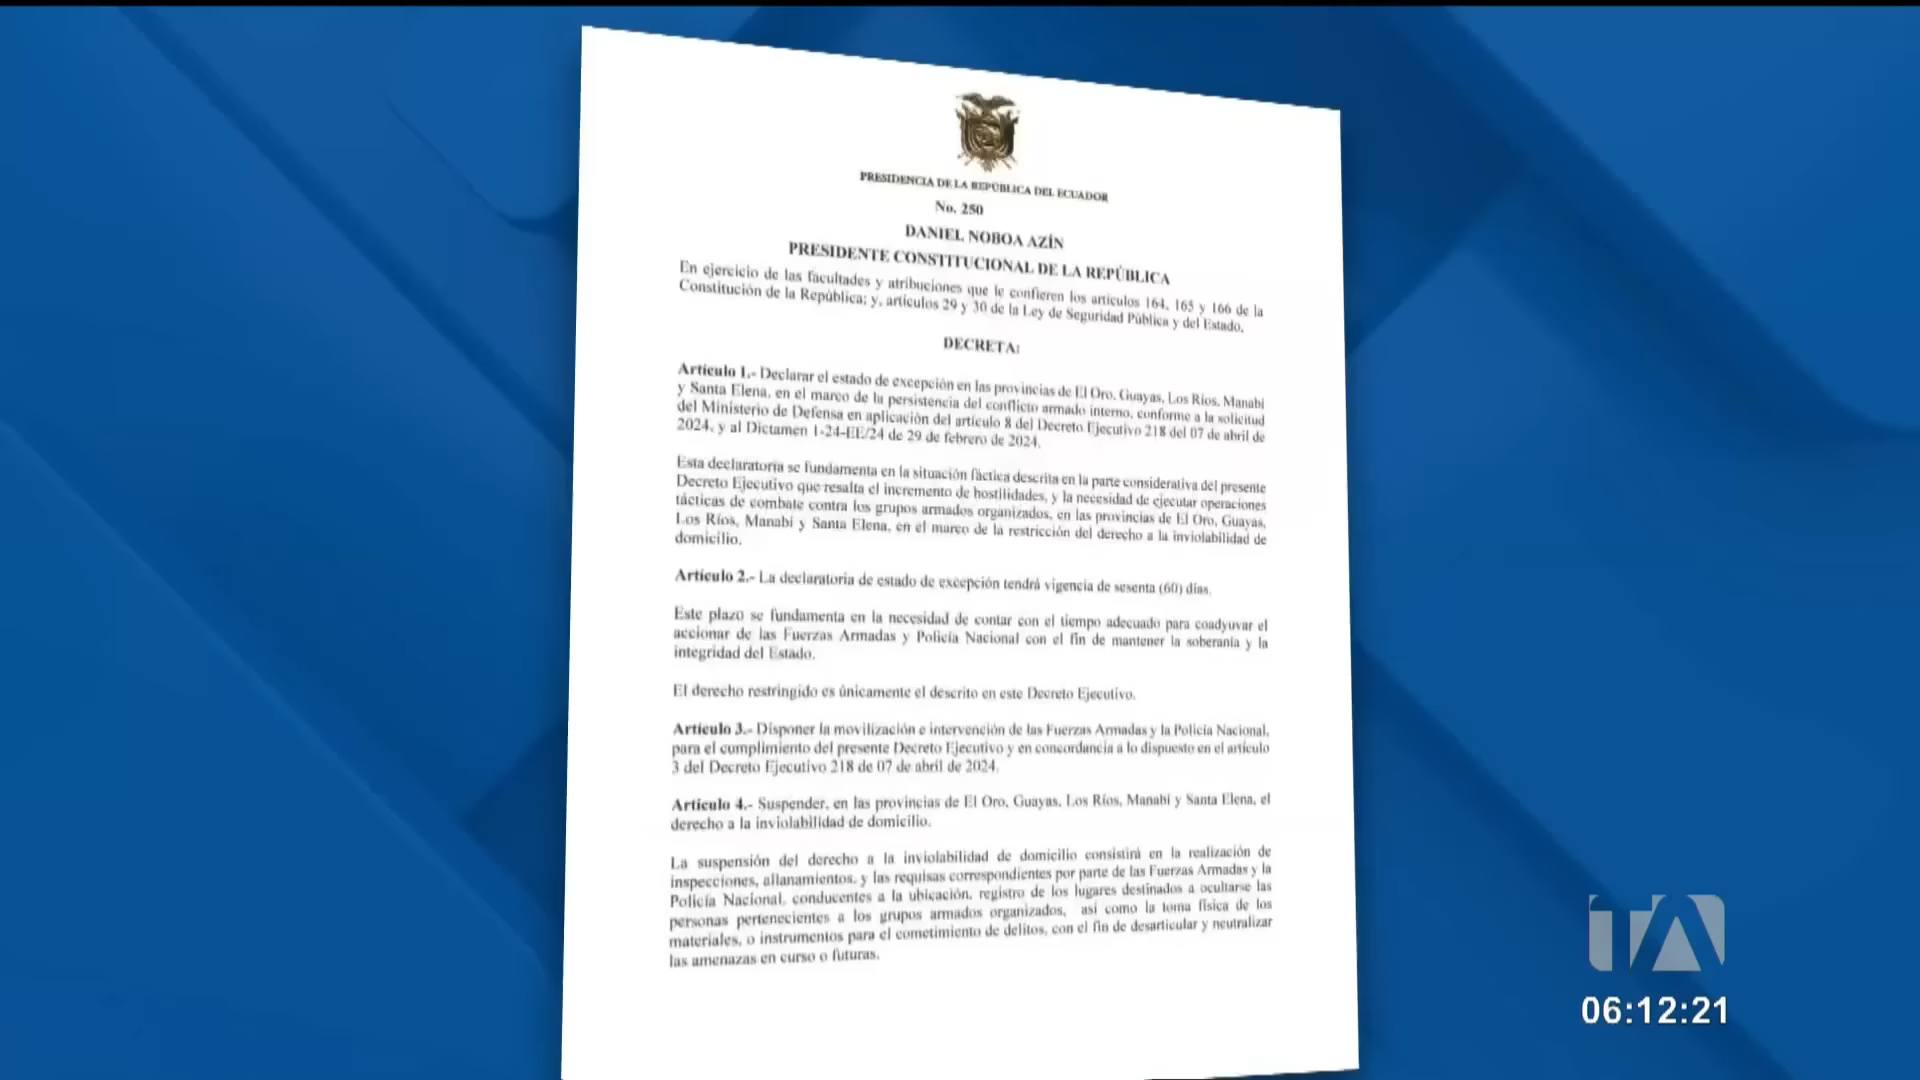 PRESIDENCIA DE LA REPÚBLICA DEL ECUADOR
No. 250
DANIEL NOBOA AZÍN
PRESIDENTE CONSTITUCIONAL DE LA REPÚBLICA
En ejercicio de las facultades y atribuciones que le confieren los artículos 164, 165 y 166 de la
Constitución de la República; y, artículos 29 y 30 de la Ley de Seguridad Pública y del Estado,
DECRETA:
Artículo 1.- Declarar el estado de excepción en las provincias de El Oro, Guayas, Los Ríos, Manabí
y Santa Elena, en el marco de la persistencia del conflicto armado interno, conforme a la solicitud
del Ministerio de Defensa en aplicación del artículo 8 del Decreto Ejecutivo 218 del 07 de abril de
2024, y al Dictamen 1-24-EE/24 de 29 de febrero de 2024.
Esta declaratoria se fundamenta en la situación fáctica descrita en la parte considerativa del presente
Decreto Ejecutivo que resalta el incremento de hostilidades, y la necesidad de ejecutar operaciones
tácticas de combate contra los grupos armados organizados, en las provincias de El Oro, Guayas,
Los Ríos, Manabí y Santa Elena, en el marco de la restricción del derecho a la inviolabilidad de
domicilio.
Artículo 2.- La declaratoria de estado de excepción tendrá vigencia de sesenta (60) días.
Este plazo se fundamenta en la necesidad de contar con el tiempo adecuado para coadyuvar el
accionar de las Fuerzas Armadas y Policía Nacional con el fin de mantener la soberanía y la
integridad del Estado.
El derecho restringido es únicamente el descrito en este Decreto Ejecutivo.
Artículo 3.- Disponer la movilización e intervención de las Fuerzas Armadas y la Policía Nacional,
para el cumplimiento del presente Decreto Ejecutivo y en concordancia a lo dispuesto en el artículo
3 del Decreto Ejecutivo 218 de 07 de abril de 2024.
Artículo 4.- Suspender, en las provincias de El Oro, Guayas, Los Ríos, Manabí y Santa Elena, el
derecho a la inviolabilidad de domicilio.
La suspensión del derecho a la inviolabilidad de domicilio consistirá en la realización de
inspecciones, allanamientos, y las requisas correspondientes por parte de las Fuerzas Armadas y la
Policía Nacional, conducentes a la ubicación, registro de los lugares destinados a ocultarse las
personas pertenecientes a los grupos armados organizados, así como la toma física de los
materiales, o instrumentos para el cometimiento de delitos, con el fin de desarticular y neutralizar
las amenazas en curso o futuras.
TA
06:12:21